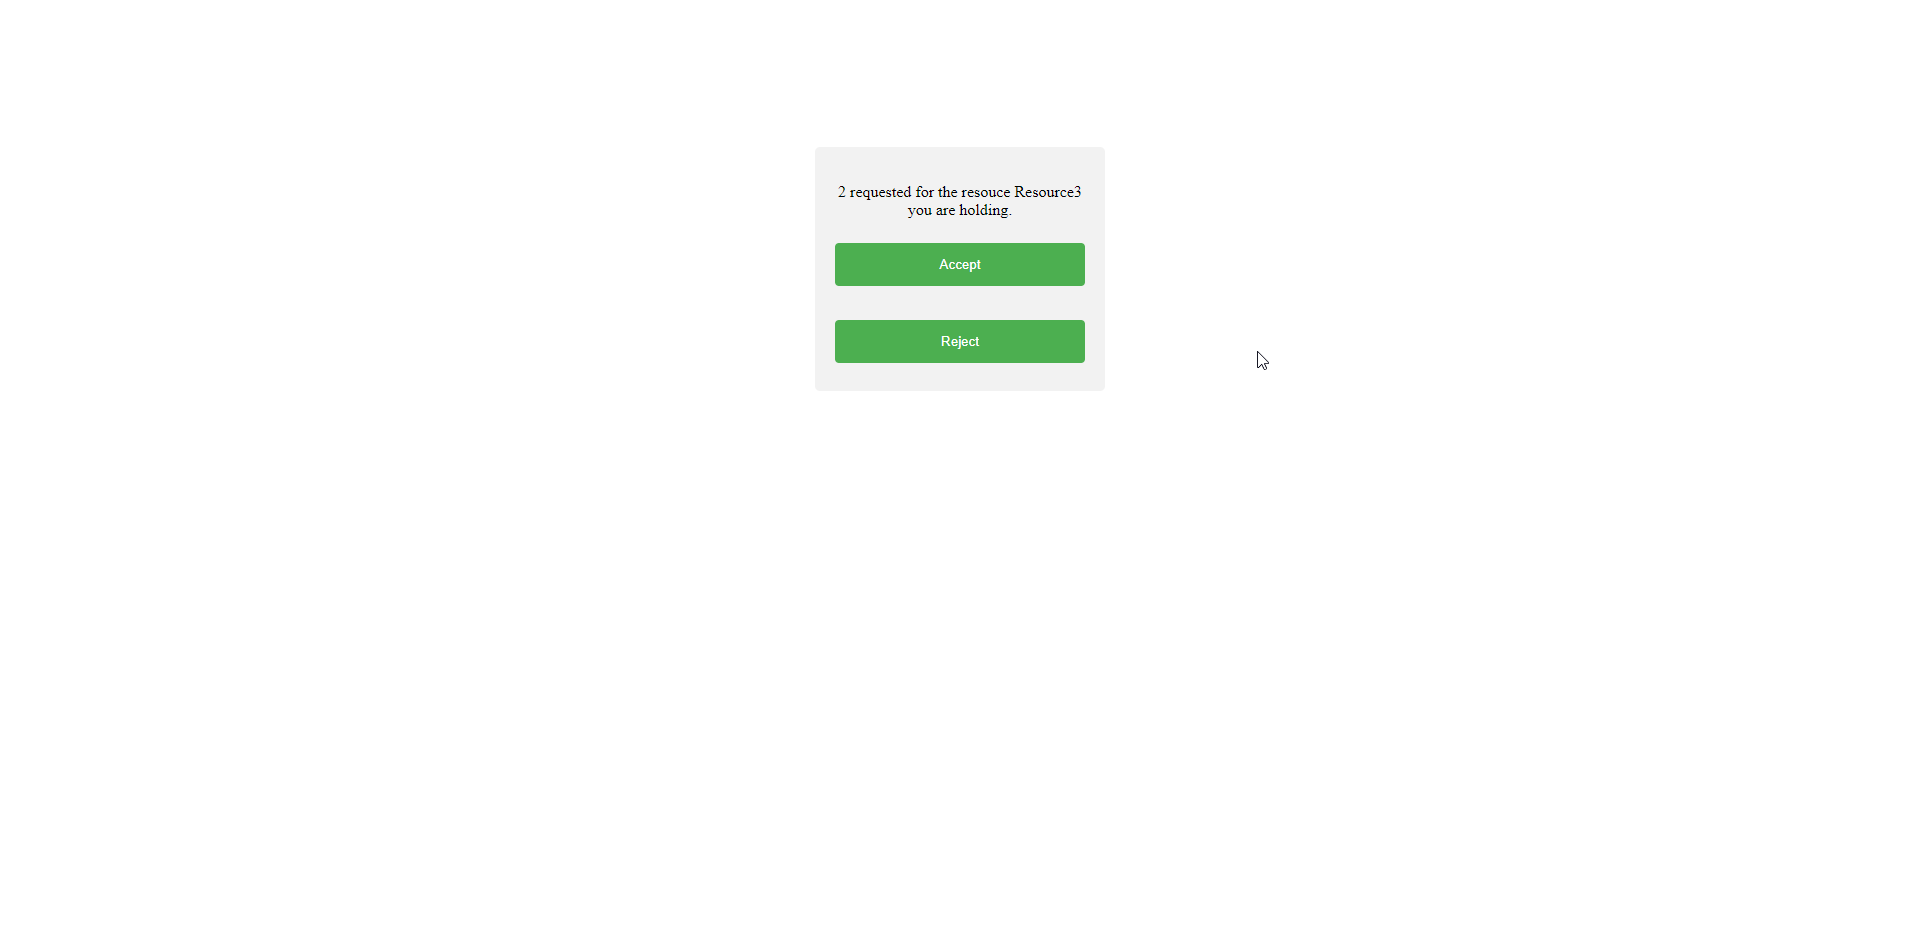 2 requested for the resouce Resource3
you are holding.
Accept
Reject